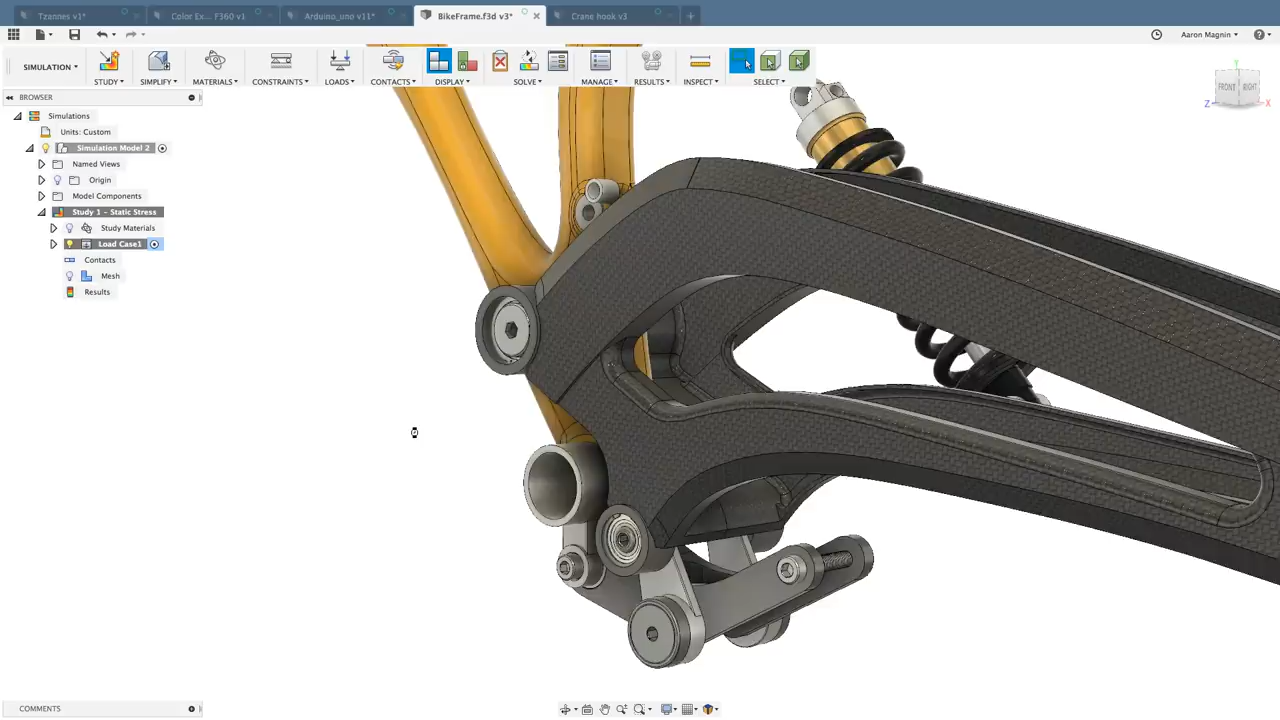 Tzannes v1*
Color Ex... F360 v1
Arduino_uno v11*
BikeFrame.f3d v3*
Crane hook v3
Aaron Magnin
SIMULATION
STUDY
SIMPLIFY
MATERIALS
CONSTRAINTS
LOADS
CONTACTS
DISPLAY
SOLVE
MANAGE
RESULTS
INSPECT
SELECT
BROWSER
Simulations
Units: Custom
Simulation Model 2
Named Views
Origin
Model Components
Study 1 - Static Stress
Study Materials
Load Case1
Contacts
Mesh
Results
Y
FRONT
RIGHT
Z
X
COMMENTS